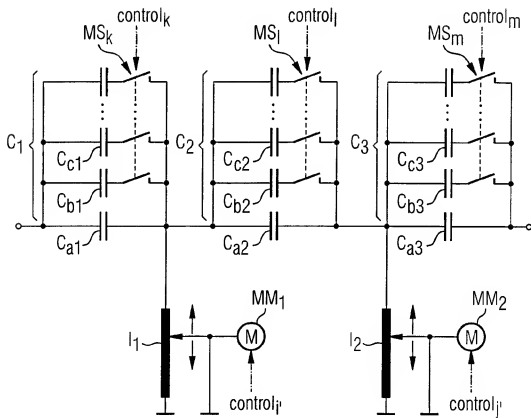 control_k control_l control_m
MS_k MS_l MS_m
C_1 C_2 C_3
C_c1 C_c2 C_c3
C_b1 C_b2 C_b3
C_a1 C_a2 C_a3
MM_1 MM_2
I_1 M I_2 M
control_i' control_j'